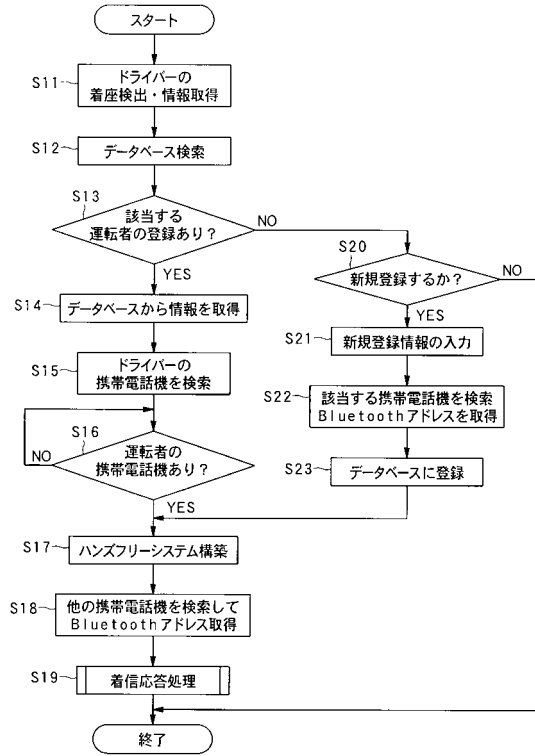 スタート
S11
ドライバーの
着座検出・情報取得
S12
データベース検索
S13
該当する
運転者の登録あり？
NO
YES
S14
データベースから情報を取得
S15
ドライバーの
携帯電話機を検索
S16
運転者の
携帯電話機あり？
NO
YES
S20
新規登録するか？
NO
YES
S21
新規登録情報の入力
S22
該当する携帯電話機を検索
Bluetoothアドレスを取得
S23
データベースに登録
S17
ハンズフリーシステム構築
S18
他の携帯電話機を検索して
Bluetoothアドレス取得
S19
着信応答処理
終了